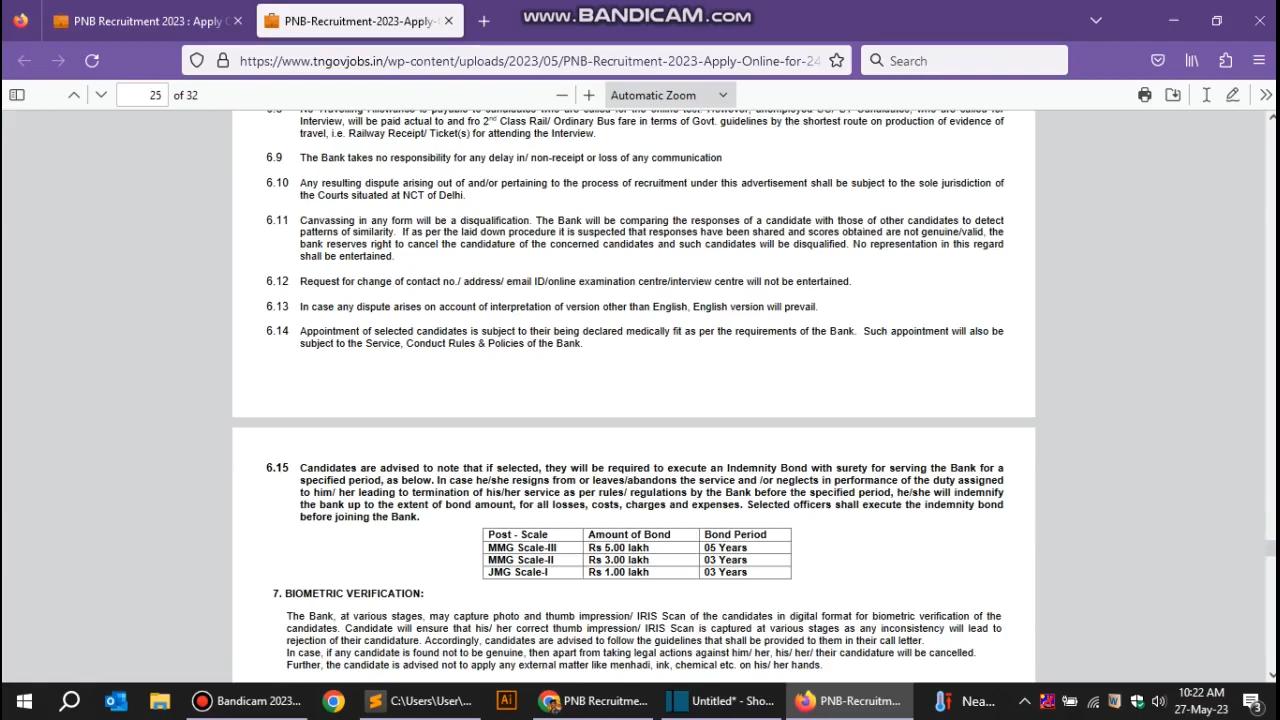 PNB Recruitment 2023 : Apply O
PNB-Recruitment-2023-Apply-O
www.BANDICAM.com
https://www.tngovjobs.in/wp-content/uploads/2023/05/PNB-Recruitment-2023-Apply-Online-for-24
Search
25 of 32
Automatic Zoom
Interview, will be paid actual to and fro 2nd Class Rail/ Ordinary Bus fare in terms of Govt. guidelines by the shortest route on production of evidence of
travel, i.e. Railway Receipt/ Ticket(s) for attending the Interview.
6.9 The Bank takes no responsibility for any delay in/ non-receipt or loss of any communication
6.10 Any resulting dispute arising out of and/or pertaining to the process of recruitment under this advertisement shall be subject to the sole jurisdiction of
the Courts situated at NCT of Delhi.
6.11 Canvassing in any form will be a disqualification. The Bank will be comparing the responses of a candidate with those of other candidates to detect
patterns of similarity. If as per the laid down procedure it is suspected that responses have been shared and scores obtained are not genuine/valid, the
bank reserves right to cancel the candidature of the concerned candidates and such candidates will be disqualified. No representation in this regard
shall be entertained.
6.12 Request for change of contact no./ address/ email ID/online examination centre/interview centre will not be entertained.
6.13 In case any dispute arises on account of interpretation of version other than English, English version will prevail.
6.14 Appointment of selected candidates is subject to their being declared medically fit as per the requirements of the Bank. Such appointment will also be
subject to the Service, Conduct Rules & Policies of the Bank.
6.15 Candidates are advised to note that if selected, they will be required to execute an Indemnity Bond with surety for serving the Bank for a
specified period, as below. In case he/she resigns from or leaves/abandons the service and /or neglects in performance of the duty assigned
to him/ her leading to termination of his/her service as per rules/ regulations by the Bank before the specified period, he/she will indemnify
the bank up to the extent of bond amount, for all losses, costs, charges and expenses. Selected officers shall execute the indemnity bond
before joining the Bank.
Post - Scale Amount of Bond Bond Period
MMG Scale-III Rs 5.00 lakh 05 Years
MMG Scale-II Rs 3.00 lakh 03 Years
JMG Scale-I Rs 1.00 lakh 03 Years
7. BIOMETRIC VERIFICATION:
The Bank, at various stages, may capture photo and thumb impression/ IRIS Scan of the candidates in digital format for biometric verification of the
candidates. Candidate will ensure that his/ her correct thumb impression/ IRIS Scan is captured at various stages as any inconsistency will lead to
rejection of their candidature. Accordingly, candidates are advised to follow the guidelines that shall be provided to them in their call letter.
In case, if any candidate is found not to be genuine, then apart from taking legal actions against him/ her, his/ her/ their candidature will be cancelled.
Further, the candidate is advised not to apply any external matter like menhadi, ink, chemical etc. on his/ her hands.
Bandicam 2023... C:\Users\User\... Ai PNB Recruitme... Untitled* - Sho... PNB-Recruitm... Nea... 10:22 AM
27-May-23
3